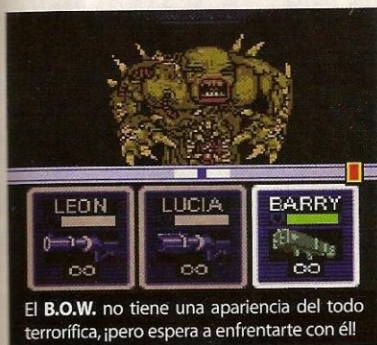 LEON LUCIA BARRY
∞ ∞ ∞
El B.O.W. no tiene una apariencia del todo
terrorífica, ¡pero espera a enfrentarte con él!